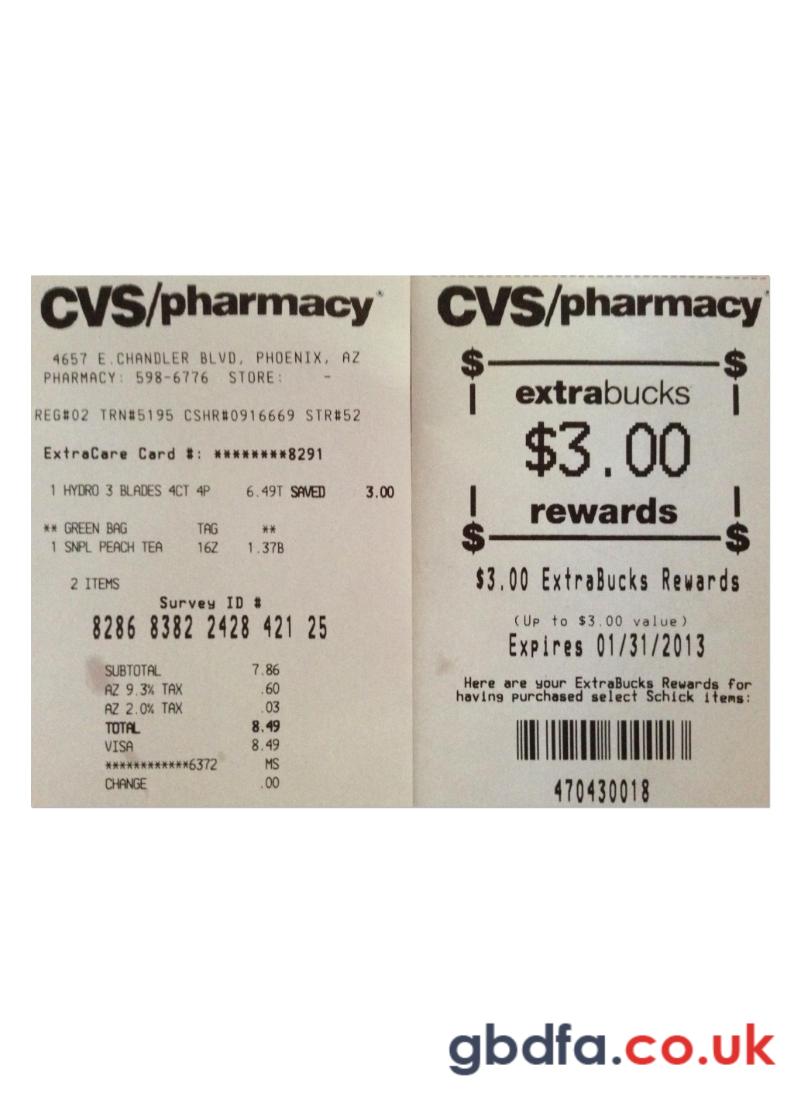 CVS/pharmacy®
4657 E.CHANDLER BLVD, PHOENIX, AZ
PHARMACY: 598-6776 STORE: -
REG#02 TRN#5195 CSHR#0916669 STR#52
ExtraCare Card #: ********8291
1 HYDRO 3 BLADES 4CT 4P 6.49T SAVED 3.00
** GREEN BAG TAG **
1 SNPL PEACH TEA 16Z 1.37B
2 ITEMS
Survey ID #
8286 8382 2428 421 25
SUBTOTAL 7.86
AZ 9.3% TAX .60
AZ 2.0% TAX .03
TOTAL 8.49
VISA 8.49
************6372 MS
CHANGE .00
CVS/pharmacy®
$ $
extrabucks
$3.00
rewards
$ $
$3.00 ExtraBucks Rewards
(Up to $3.00 value)
Expires 01/31/2013
Here are your ExtraBucks Rewards for
having purchased select Schick items:
470430018
gbdfa.co.uk